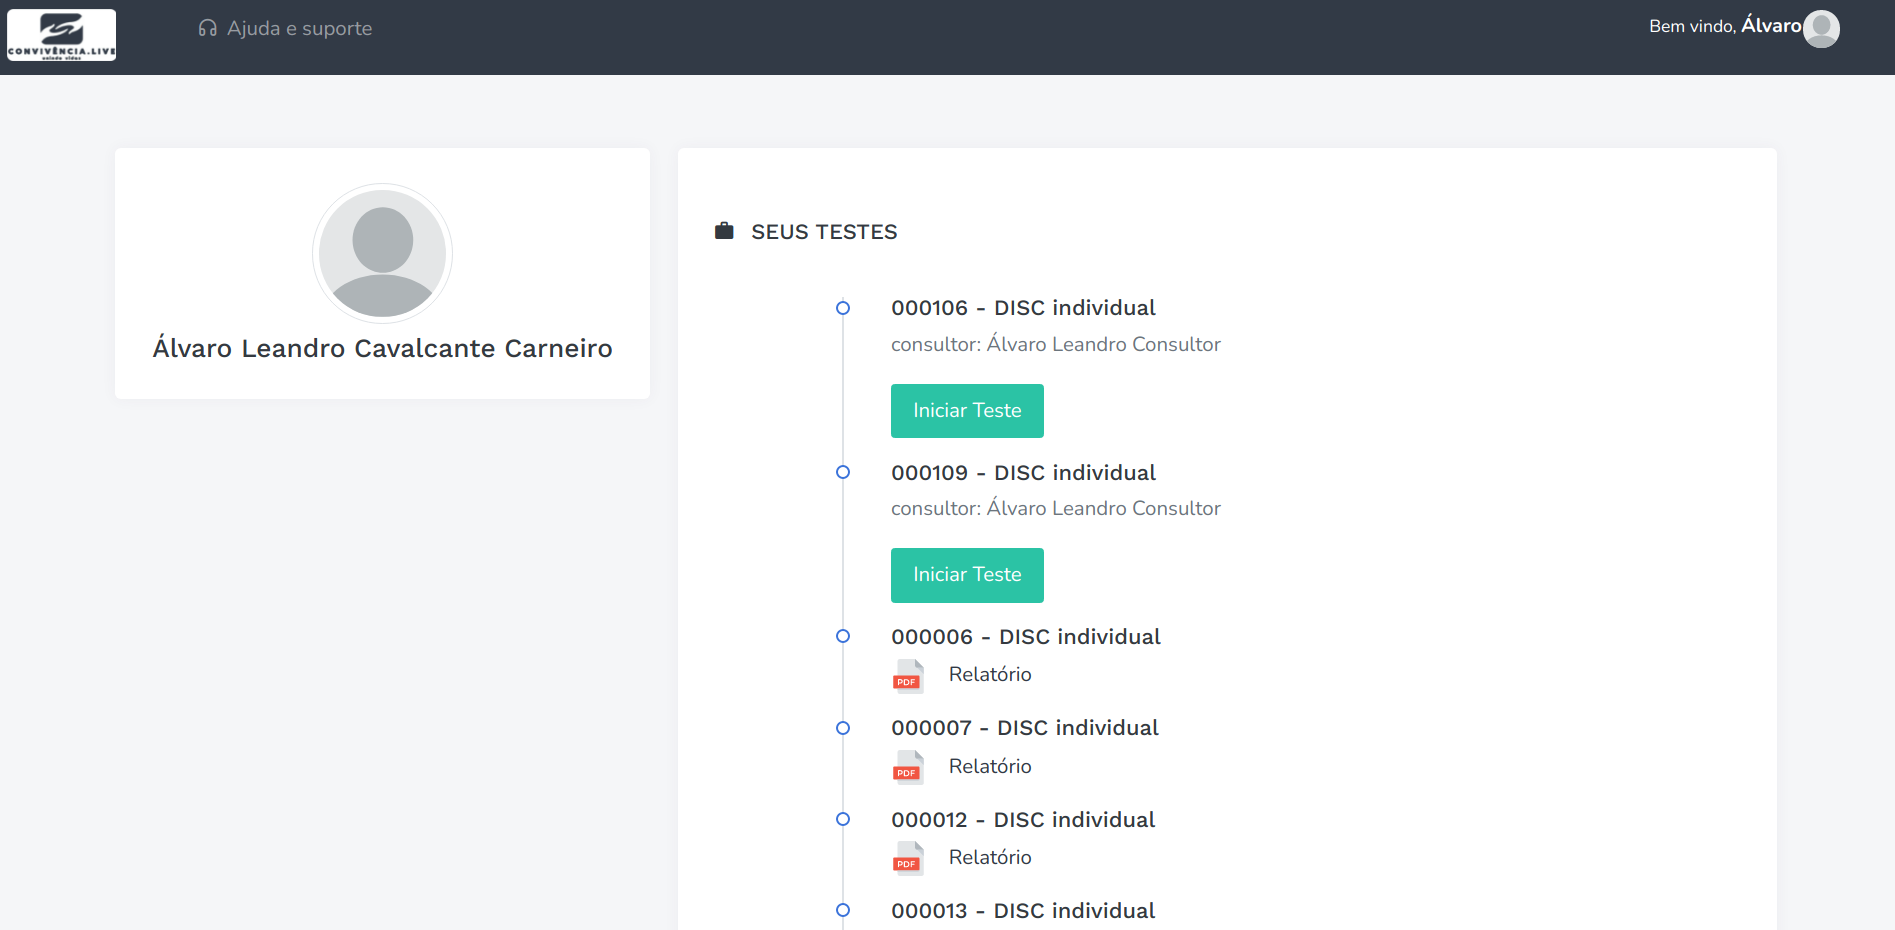 CONVIVÊNCIA.LIVE
unindo vidas
Ajuda e suporte
Bem vindo, Álvaro
Álvaro Leandro Cavalcante Carneiro
SEUS TESTES
000106 - DISC individual
consultor: Álvaro Leandro Consultor
Iniciar Teste
000109 - DISC individual
consultor: Álvaro Leandro Consultor
Iniciar Teste
000006 - DISC individual
PDF Relatório
000007 - DISC individual
PDF Relatório
000012 - DISC individual
PDF Relatório
000013 - DISC individual